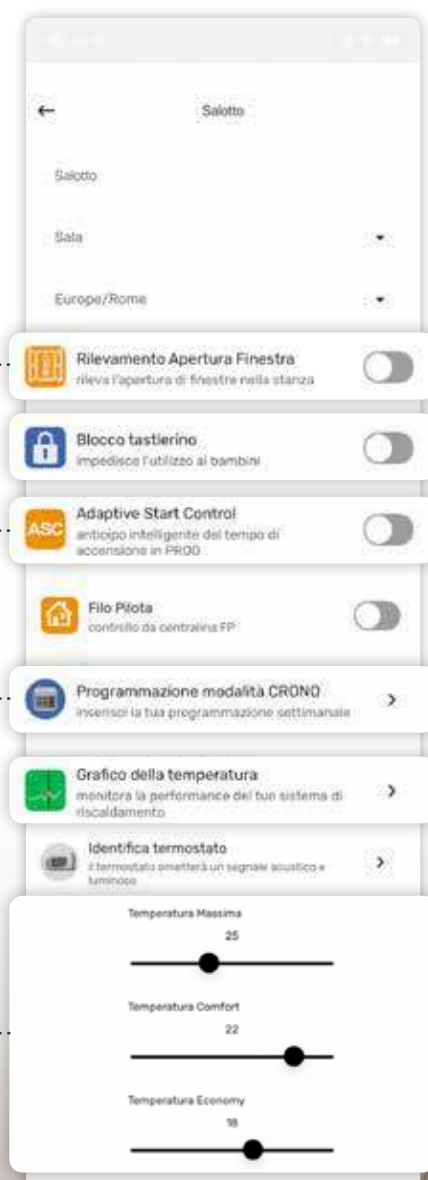 Salotto
Salotto
Sala
Europe/Rome
Rilevamento Apertura Finestra
rileva l'apertura di finestre nella stanza
Blocco tastierino
impedisce l'utilizzo ai bambini
ASC
Adaptive Start Control
anticipo intelligente del tempo di
accensione in PROG
Filo Pilota
controllo da centralina FP
Programmazione modalità CRONO
inserisci la tua programmazione settimanale
Grafico della temperatura
monitora la performance del tuo sistema di
riscaldamento
Identifica termostato
il termostato emetterà un segnale acustico e
luminoso
Temperatura Massima
25
Temperatura Comfort
22
Temperatura Economy
18